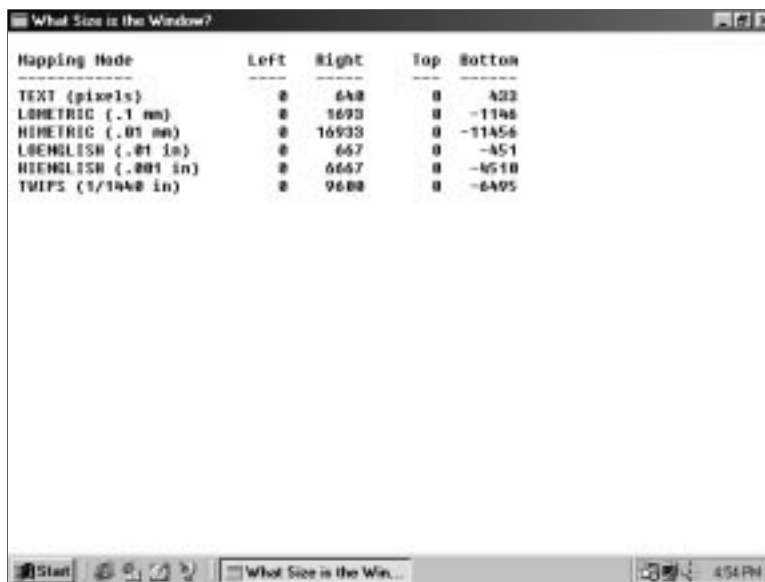 What Size is the Window?
Mapping Mode Left Right Top Bottom
------------ ---- ----- --- ------
TEXT (pixels) 0 640 0 433
LOMETRIC (.1 mm) 0 1693 0 -1146
HIMETRIC (.01 mm) 0 16933 0 -11456
LOENGLISH (.01 in) 0 667 0 -451
HIENGLISH (.001 in) 0 6667 0 -4510
TWIPS (1/1440 in) 0 9600 0 -6495
Start What Size is the Win... 4:54 PM